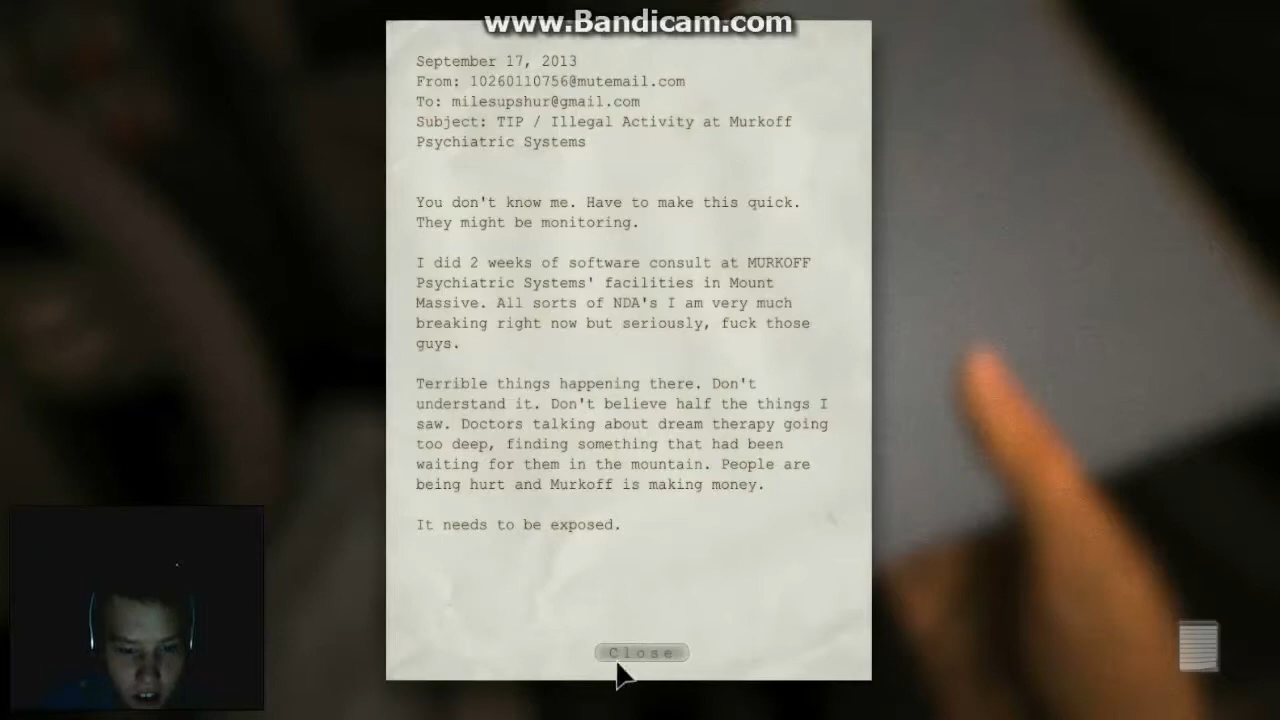 www.Bandicam.com
September 17, 2013
From: 10260110756@mutemail.com
To: milesupshur@gmail.com
Subject: TIP / Illegal Activity at Murkoff
Psychiatric Systems
You don't know me. Have to make this quick.
They might be monitoring.
I did 2 weeks of software consult at MURKOFF
Psychiatric Systems' facilities in Mount
Massive. All sorts of NDA's I am very much
breaking right now but seriously, fuck those
guys.
Terrible things happening there. Don't
understand it. Don't believe half the things I
saw. Doctors talking about dream therapy going
too deep, finding something that had been
waiting for them in the mountain. People are
being hurt and Murkoff is making money.
It needs to be exposed.
Close